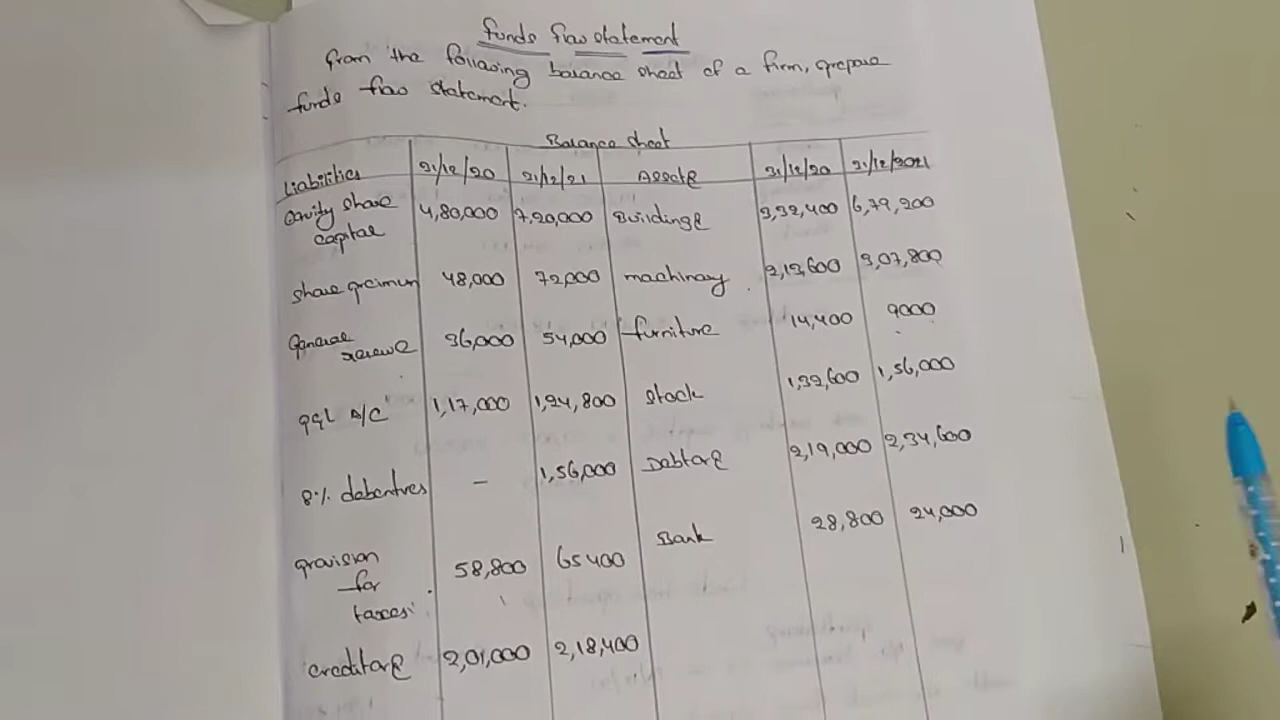 Funds flow statement
From the following balance sheet of a firm, prepare
funds flow statement.
Balance sheet
Liabilities 31/12/20 31/12/21 Assets 31/12/20 31/12/2021
Equity share capital 4,80,000 7,20,000 Buildings 3,32,400 6,79,200
Share premium 48,000 72,000 machinary 2,13,600 3,07,800
General reserve 36,000 54,000 furniture 14,400 9000
P&L A/C 1,17,000 1,24,800 Stock 1,32,600 1,56,000
8% debentres - 1,56,000 Debtors 2,19,000 2,34,600
provision for taxes: 58,800 65400 Bank 28,800 24,000
creditors 2,01,000 2,18,400